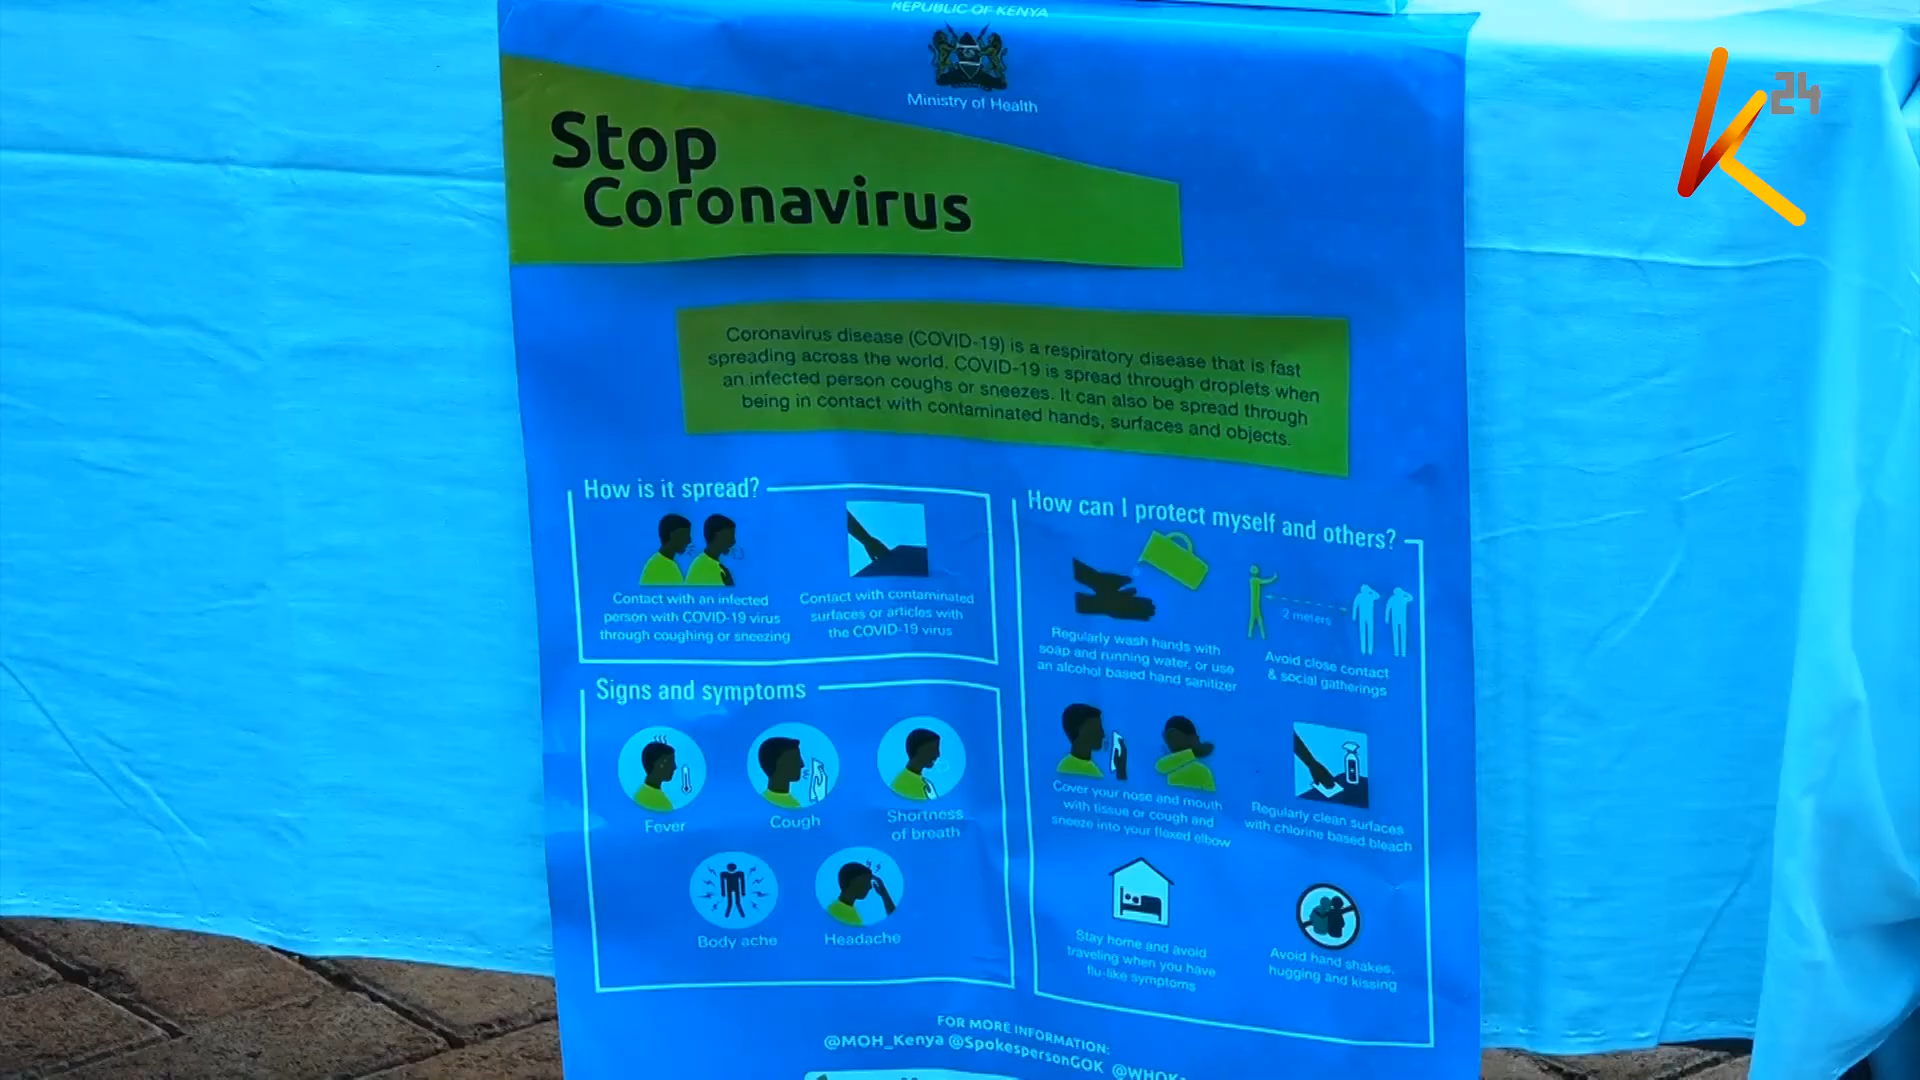 REPUBLIC OF KENYA
Ministry of Health
Stop
Coronavirus
Coronavirus disease (COVID-19) is a respiratory disease that is fast
spreading across the world. COVID-19 is spread through droplets when
an infected person coughs or sneezes. It can also be spread through
being in contact with contaminated hands, surfaces and objects.
How is it spread?
Contact with an infected
person with COVID-19 virus
through coughing or sneezing
Contact with contaminated
surfaces or articles with
the COVID-19 virus
Signs and symptoms
Fever
Cough
Shortness
of breath
Body ache
Headache
How can I protect myself and others?
Regularly wash hands with
soap and running water, or use
an alcohol based hand sanitizer
2 meters
Avoid close contact
& social gatherings
Cover your nose and mouth
with tissue or cough and
sneeze into your flexed elbow
Regularly clean surfaces
with chlorine based bleach
Stay home and avoid
traveling when you have
flu-like symptoms
Avoid hand shakes,
hugging and kissing
FOR MORE INFORMATION:
@MOH_Kenya @SpokespersonGOK
K24